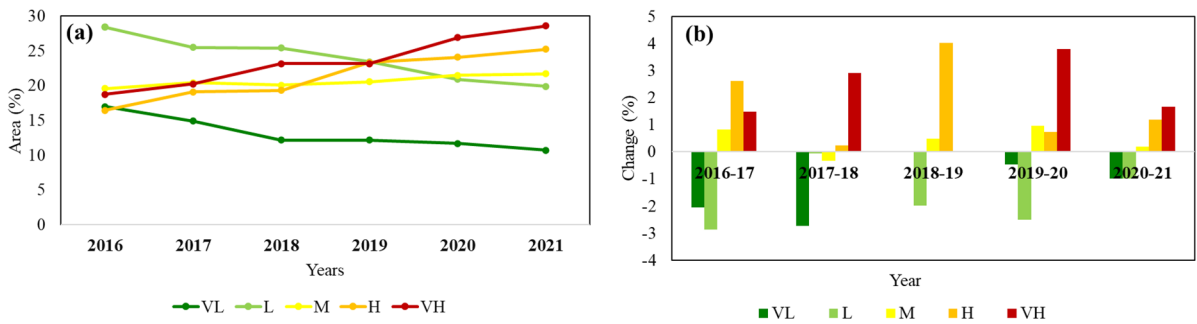 (a)
Area (%)
30
25
20
15
10
5
0
2016 2017 2018 2019 2020 2021
Years
VL L M H VH
(b)
Change (%)
5
4
3
2
1
0
-1
-2
-3
-4
2016-17 2017-18 2018-19 2019-20 2020-21
Year
VL L M H VH